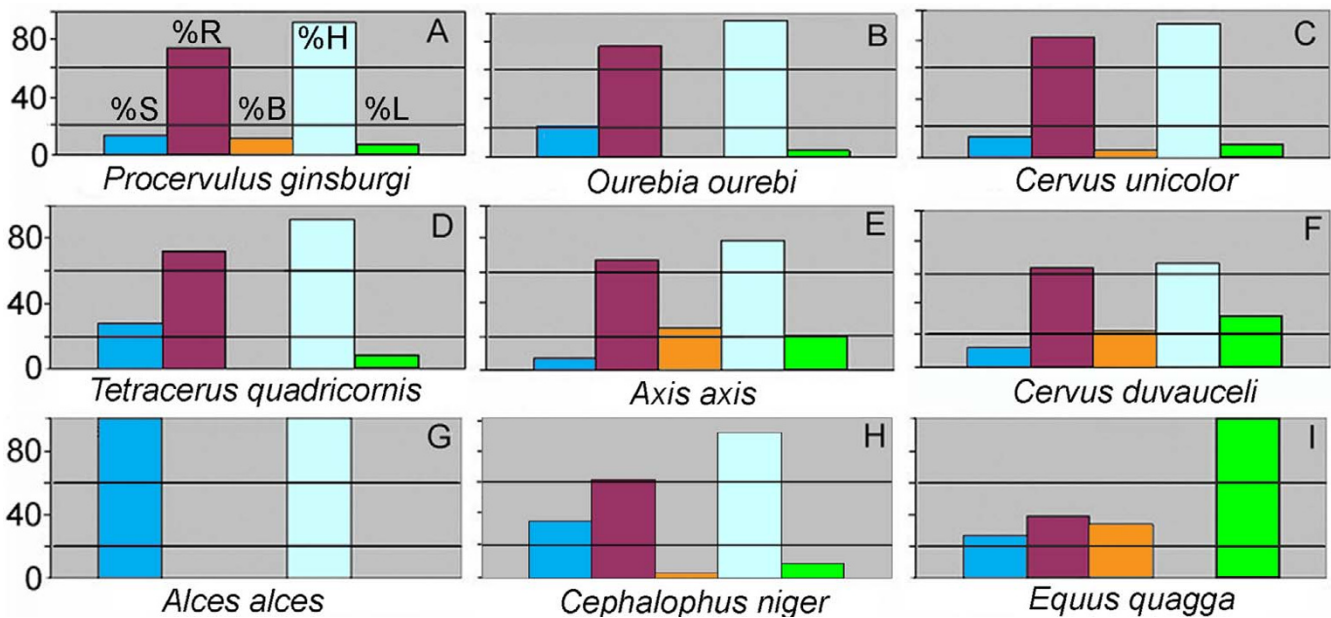 80
40
0
%S
%R
%B
%H
%L
A
Procervulus ginsburgi
B
Ourebia ourebi
C
Cervus unicolor
80
40
0
D
Tetracerus quadricornis
E
Axis axis
F
Cervus duvauceli
80
40
0
G
Alces alces
H
Cephalophus niger
I
Equus quagga